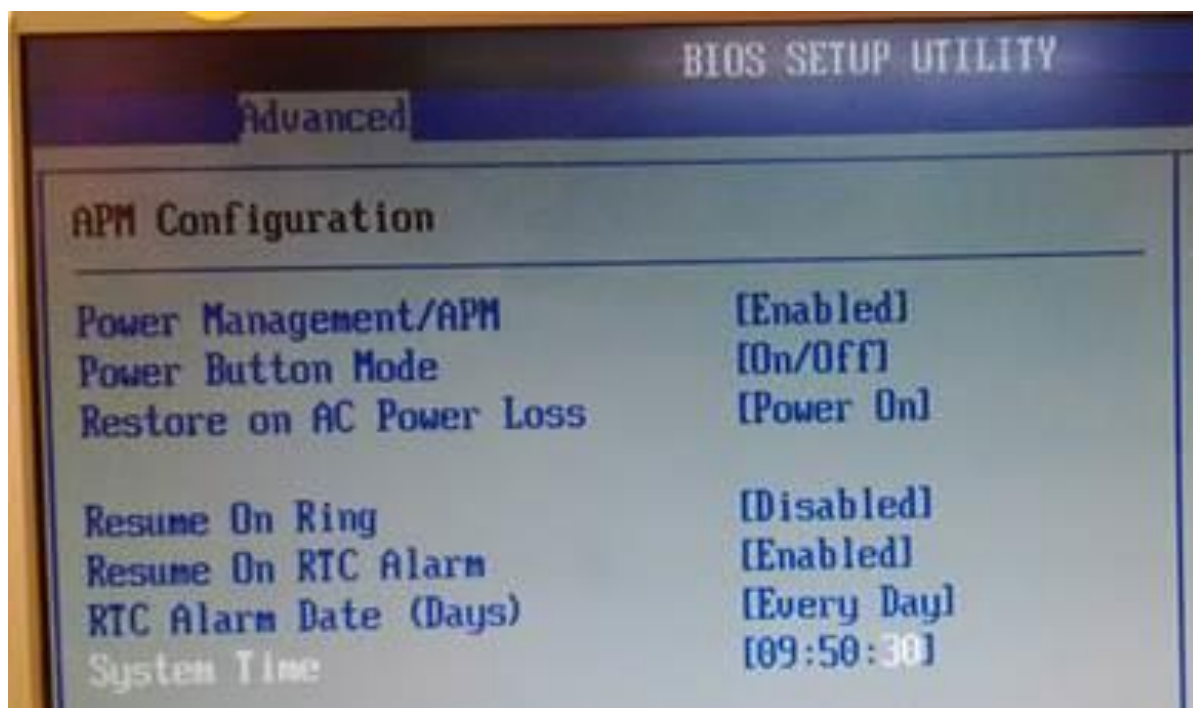 BIOS SETUP UTILITY
Advanced
APM Configuration
Power Management/APM [Enabled]
Power Button Mode [On/Off]
Restore on AC Power Loss [Power On]
Resume On Ring [Disabled]
Resume On RTC Alarm [Enabled]
RTC Alarm Date (Days) [Every Day]
System Time [09:50:30]